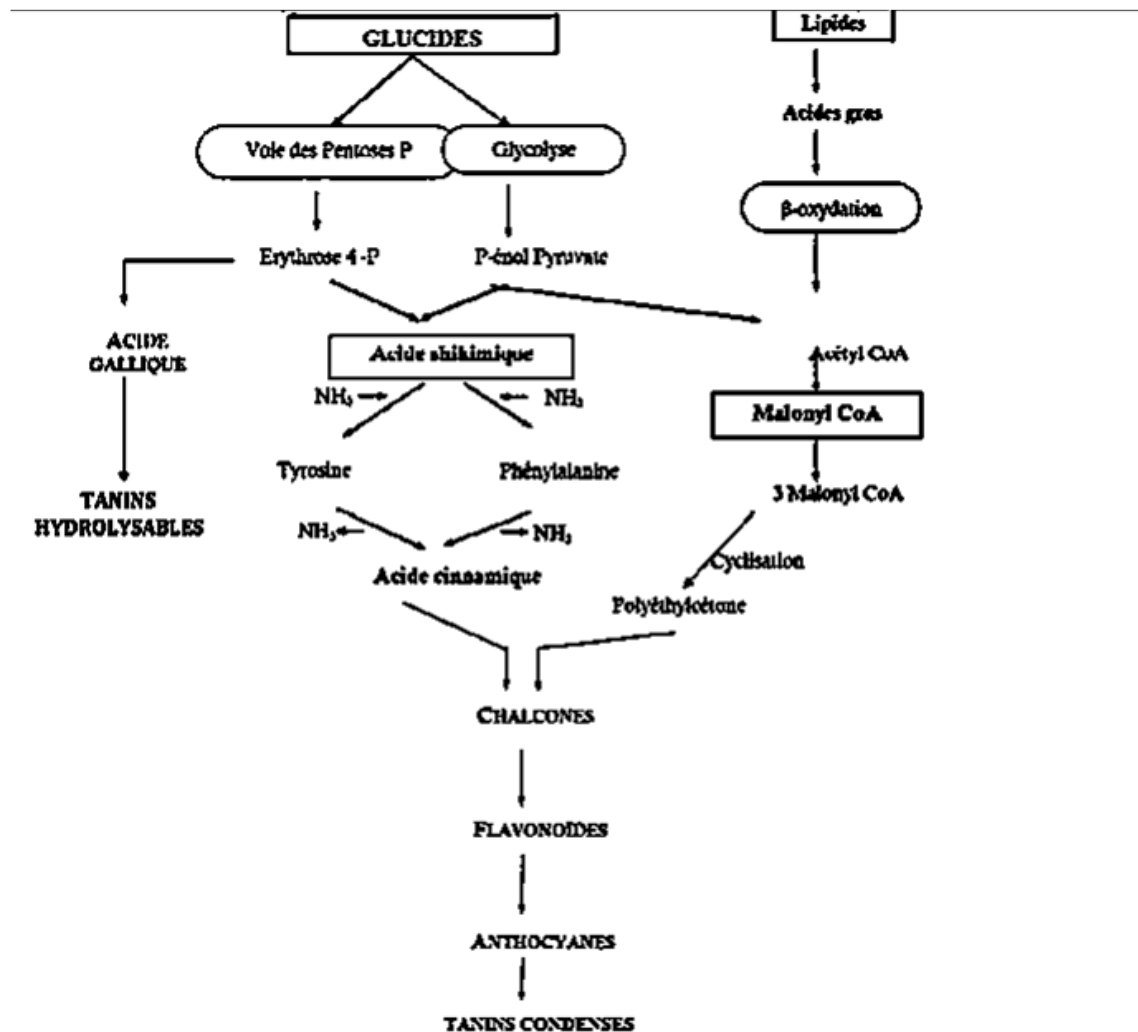 GLUCIDES
Lipides
Acides gras
Voie des Pentoses P
Glycolyse
β-oxydation
Erythrose 4 -P
P-énol Pyruvate
ACIDE
GALLIQUE
Acide shikimique
Acétyl CoA
NH₃
NH₃
Malonyl CoA
Tyrosine
Phénylalanine
3 Malonyl CoA
TANINS
HYDROLYSABLES
NH₃
NH₃
Cyclisation
Acide cinnamique
Polyéthylcétone
CHALCONES
FLAVONOÏDES
ANTHOCYANES
TANINS CONDENSES